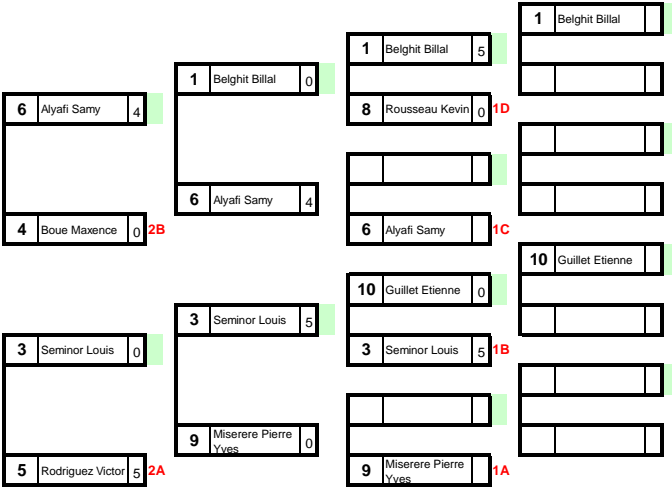 1 Belghit Billal
1 Belghit Billal 5
1 Belghit Billal 0
6 Alyafi Samy 4
8 Rousseau Kevin 0 1D
6 Alyafi Samy 4
4 Boue Maxence 0 2B
6 Alyafi Samy 1C
10 Guillet Etienne
10 Guillet Etienne 0
3 Seminor Louis 5
3 Seminor Louis 0
3 Seminor Louis 5 1B
9 Miserere Pierre
Yves 0
5 Rodriguez Victor 5 2A
9 Miserere Pierre
Yves 1A